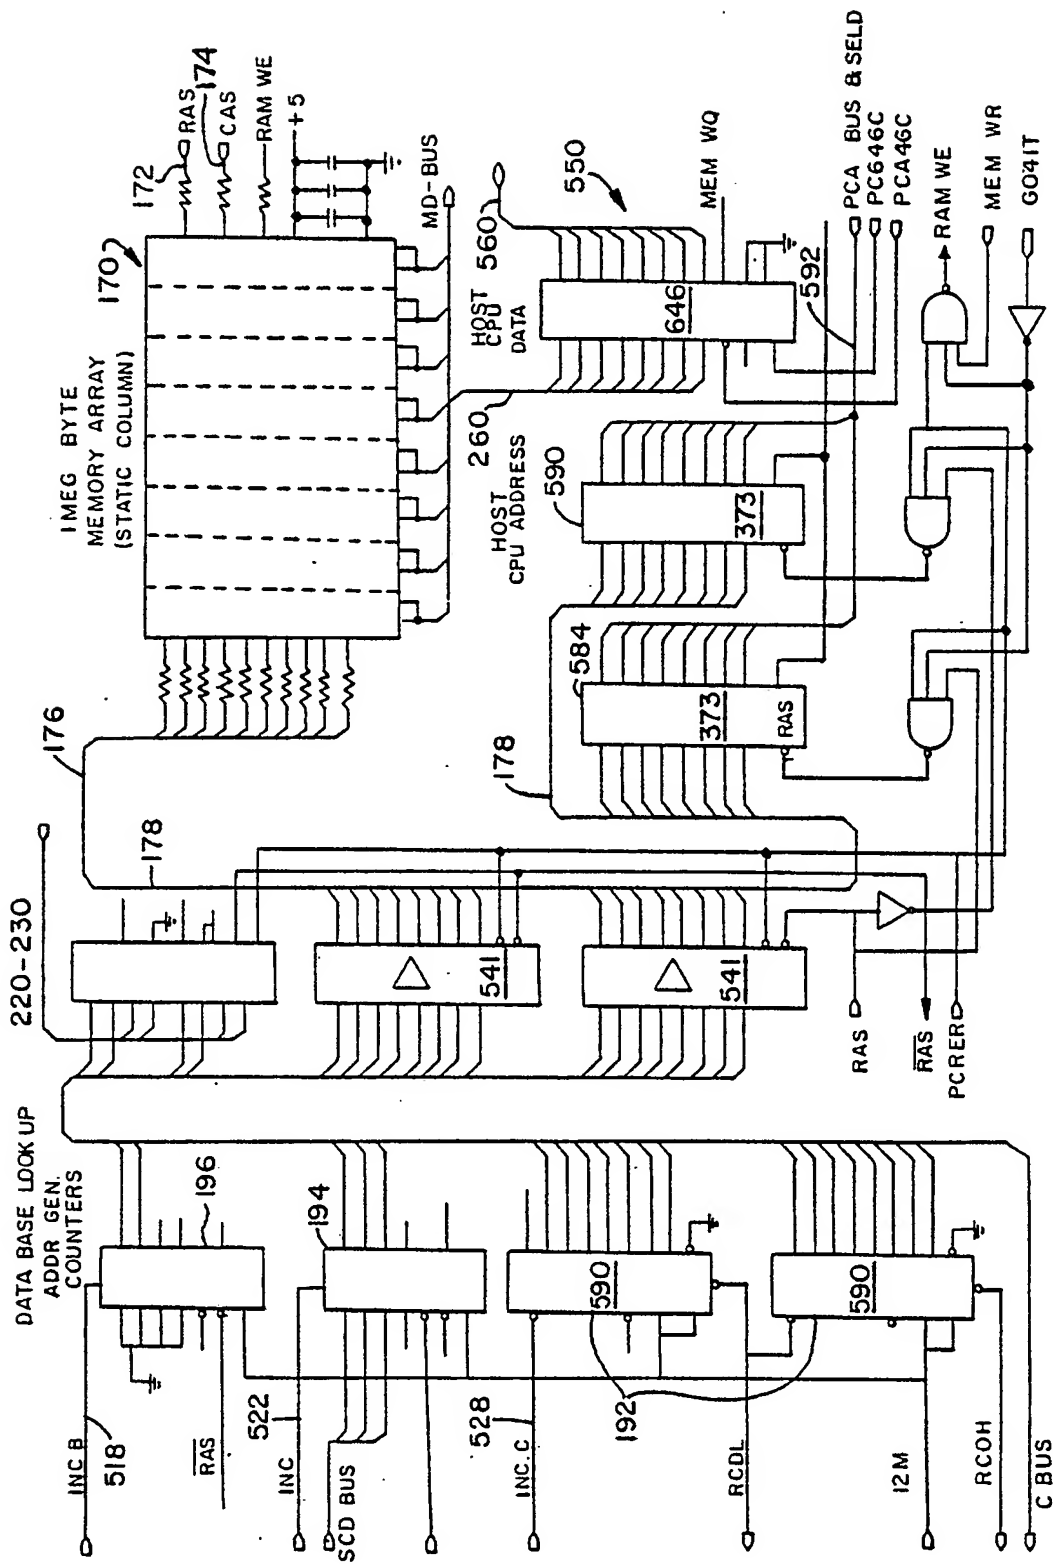 170
1MEG BYTE
MEMORY ARRAY
(STATIC COLUMN)
172
RAS
174
CAS
RAM WE
+5
MD-BUS
176
178
220-230
DATA BASE LOOK UP
ADDR GEN.
COUNTERS
196
INC B
518
RAS
194
INC
522
SCD BUS
590
INC. C
528
192
RCDL
590
12M
RCOH
C BUS
541
541
RAS
RAS
PCRER
178
584
373
RAS
HOST
CPU ADDRESS
590
373
260
HOST
CPU
DATA
560
646
550
MEM WQ
592
PCA BUS & SELD
PC646C
PCA46C
RAM WE
MEM WR
GO41T